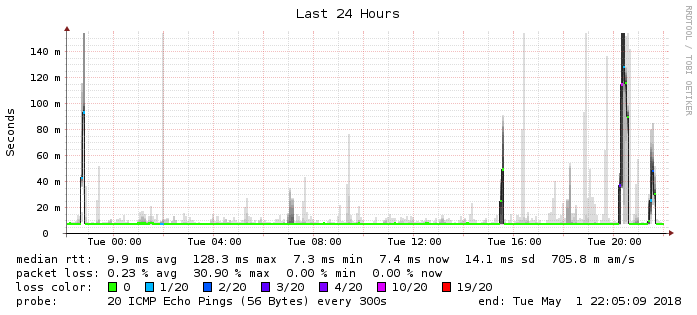 Last 24 Hours
RRDTOOL / TOBI OETIKER
Seconds
140 m
120 m
100 m
80 m
60 m
40 m
20 m
0
Tue 00:00 Tue 04:00 Tue 08:00 Tue 12:00 Tue 16:00 Tue 20:00
median rtt: 9.9 ms avg 128.3 ms max 7.3 ms min 7.4 ms now 14.1 ms sd 705.8 m am/s
packet loss: 0.23 % avg 30.90 % max 0.00 % min 0.00 % now
loss color: 0 1/20 2/20 3/20 4/20 10/20 19/20
probe: 20 ICMP Echo Pings (56 Bytes) every 300s end: Tue May 1 22:05:09 2018